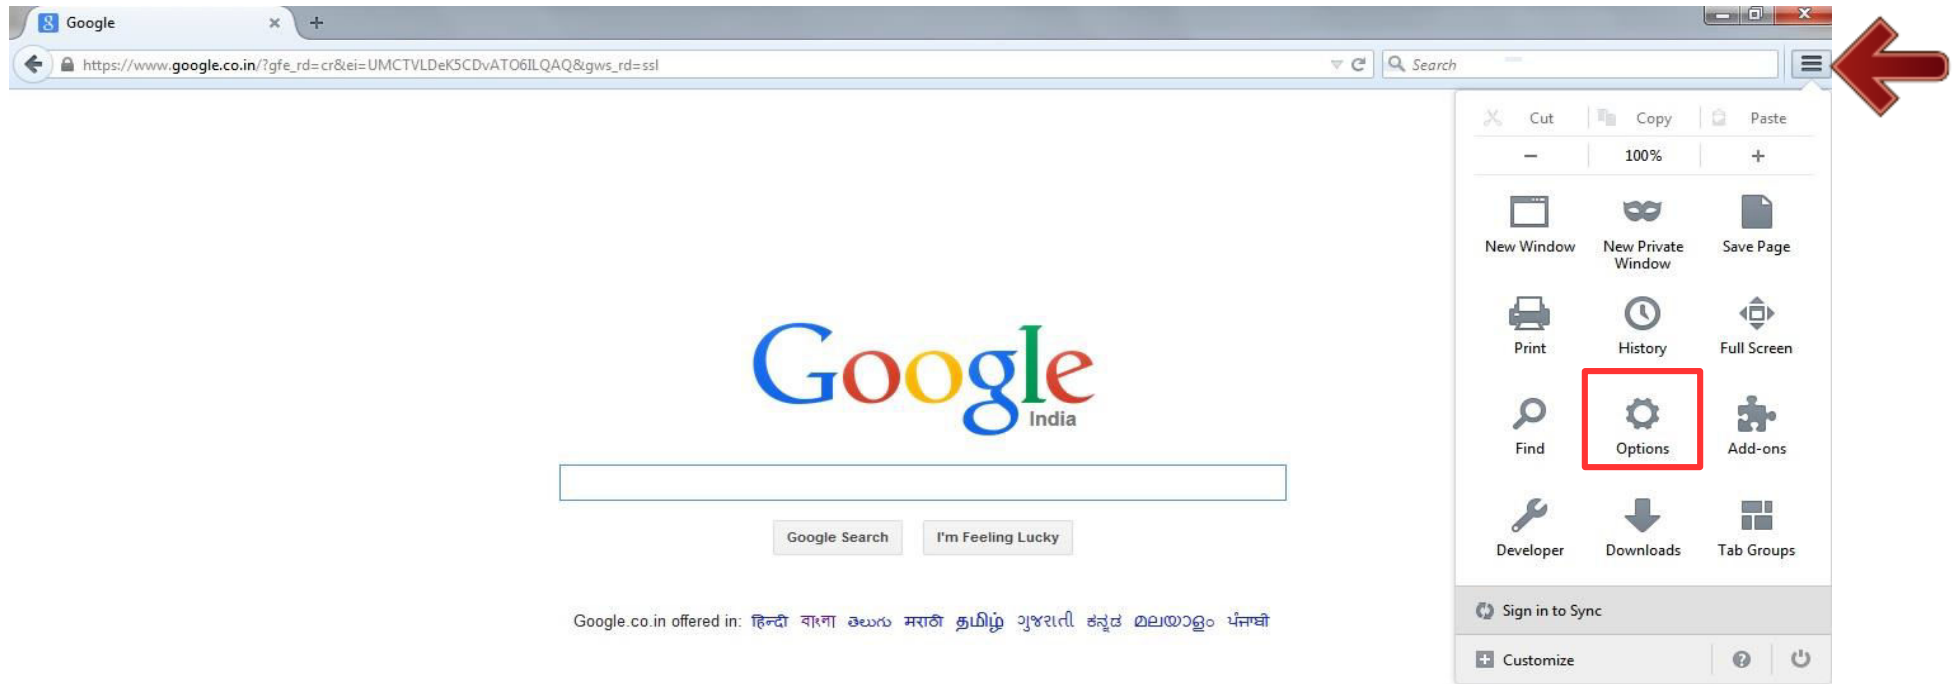 Google
https://www.google.co.in/?gfe_rd=cr&ei=UMCTVLDeK5CDvATO6ILQAQ&gws_rd=ssl
Search
Cut Copy Paste
100%
New Window New Private Window Save Page
Print History Full Screen
Find Options Add-ons
Developer Downloads Tab Groups
Sign in to Sync
Customize
Google
India
Google Search I'm Feeling Lucky
Google.co.in offered in: हिन्दी বাংলা తెలుగు मराठी தமிழ் ગુજરાતી ಕನ್ನಡ മലയാളം ਪੰਜਾਬੀ